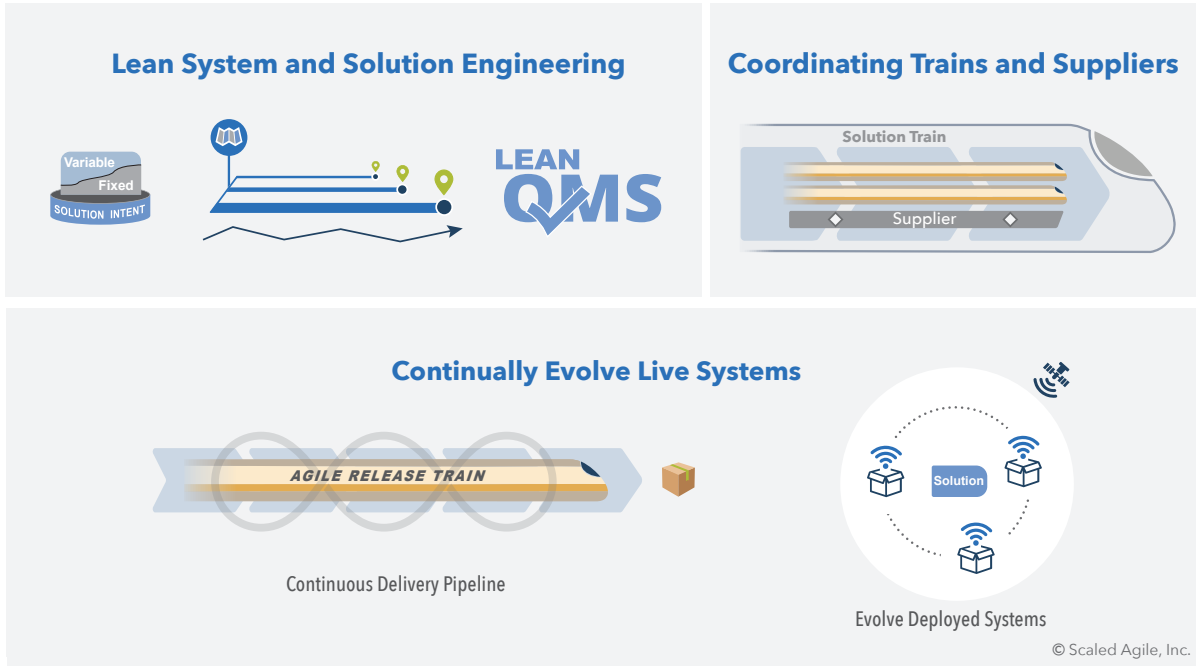 Lean System and Solution Engineering
Variable
Fixed
SOLUTION INTENT
LEAN
QMS
Coordinating Trains and Suppliers
Solution Train
Supplier
Continually Evolve Live Systems
AGILE RELEASE TRAIN
Continuous Delivery Pipeline
Solution
Evolve Deployed Systems
© Scaled Agile, Inc.